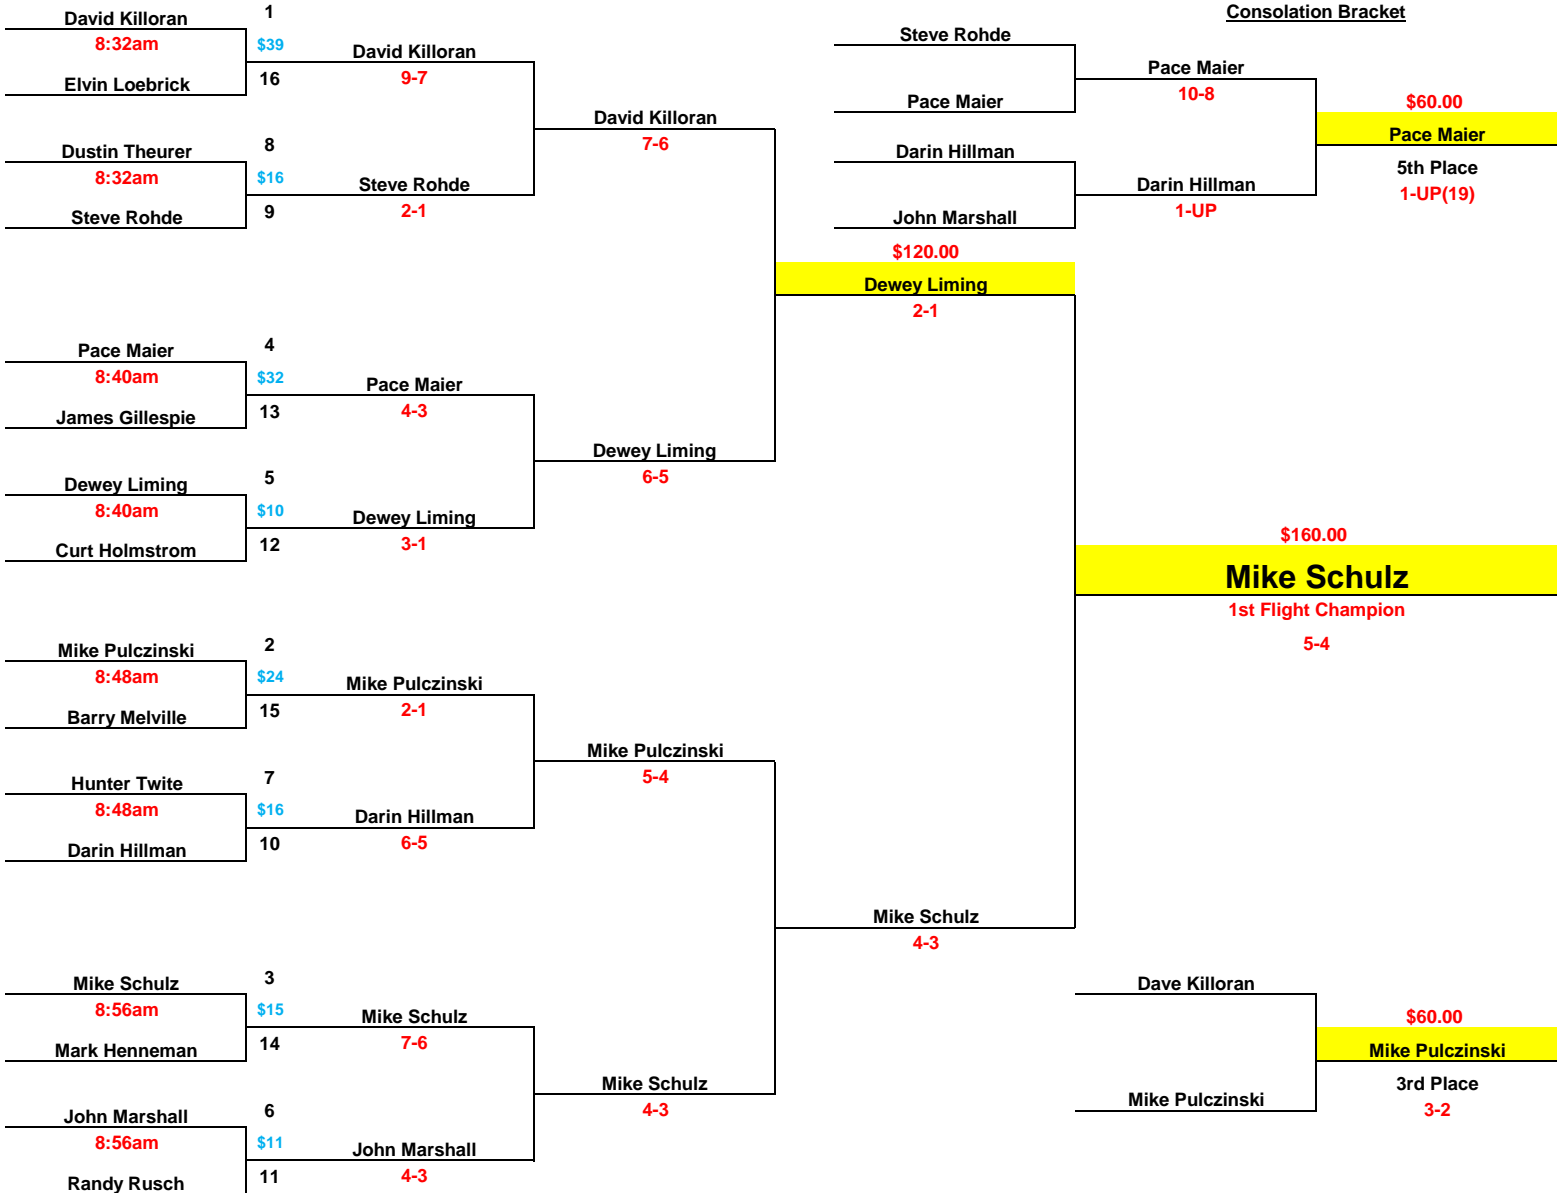 David Killoran
1
8:32am
$39
Elvin Loebrick
16
David Killoran
9-7
Dustin Theurer
8
8:32am
$16
Steve Rohde
9
Steve Rohde
2-1
David Killoran
7-6
Pace Maier
4
8:40am
$32
James Gillespie
13
Pace Maier
4-3
Dewey Liming
5
8:40am
$10
Curt Holmstrom
12
Dewey Liming
3-1
Dewey Liming
6-5
$120.00
Dewey Liming
2-1
Mike Pulczinski
2
8:48am
$24
Barry Melville
15
Mike Pulczinski
2-1
Hunter Twite
7
8:48am
$16
Darin Hillman
10
Darin Hillman
6-5
Mike Pulczinski
5-4
Mike Schulz
3
8:56am
$15
Mark Henneman
14
Mike Schulz
7-6
John Marshall
6
8:56am
$11
Randy Rusch
11
John Marshall
4-3
Mike Schulz
4-3
Mike Schulz
4-3
$160.00
Mike Schulz
1st Flight Champion
5-4
Consolation Bracket
Steve Rohde
Pace Maier
Pace Maier
10-8
Darin Hillman
John Marshall
Darin Hillman
1-UP
$60.00
Pace Maier
5th Place
1-UP(19)
Dave Killoran
Mike Pulczinski
$60.00
Mike Pulczinski
3rd Place
3-2